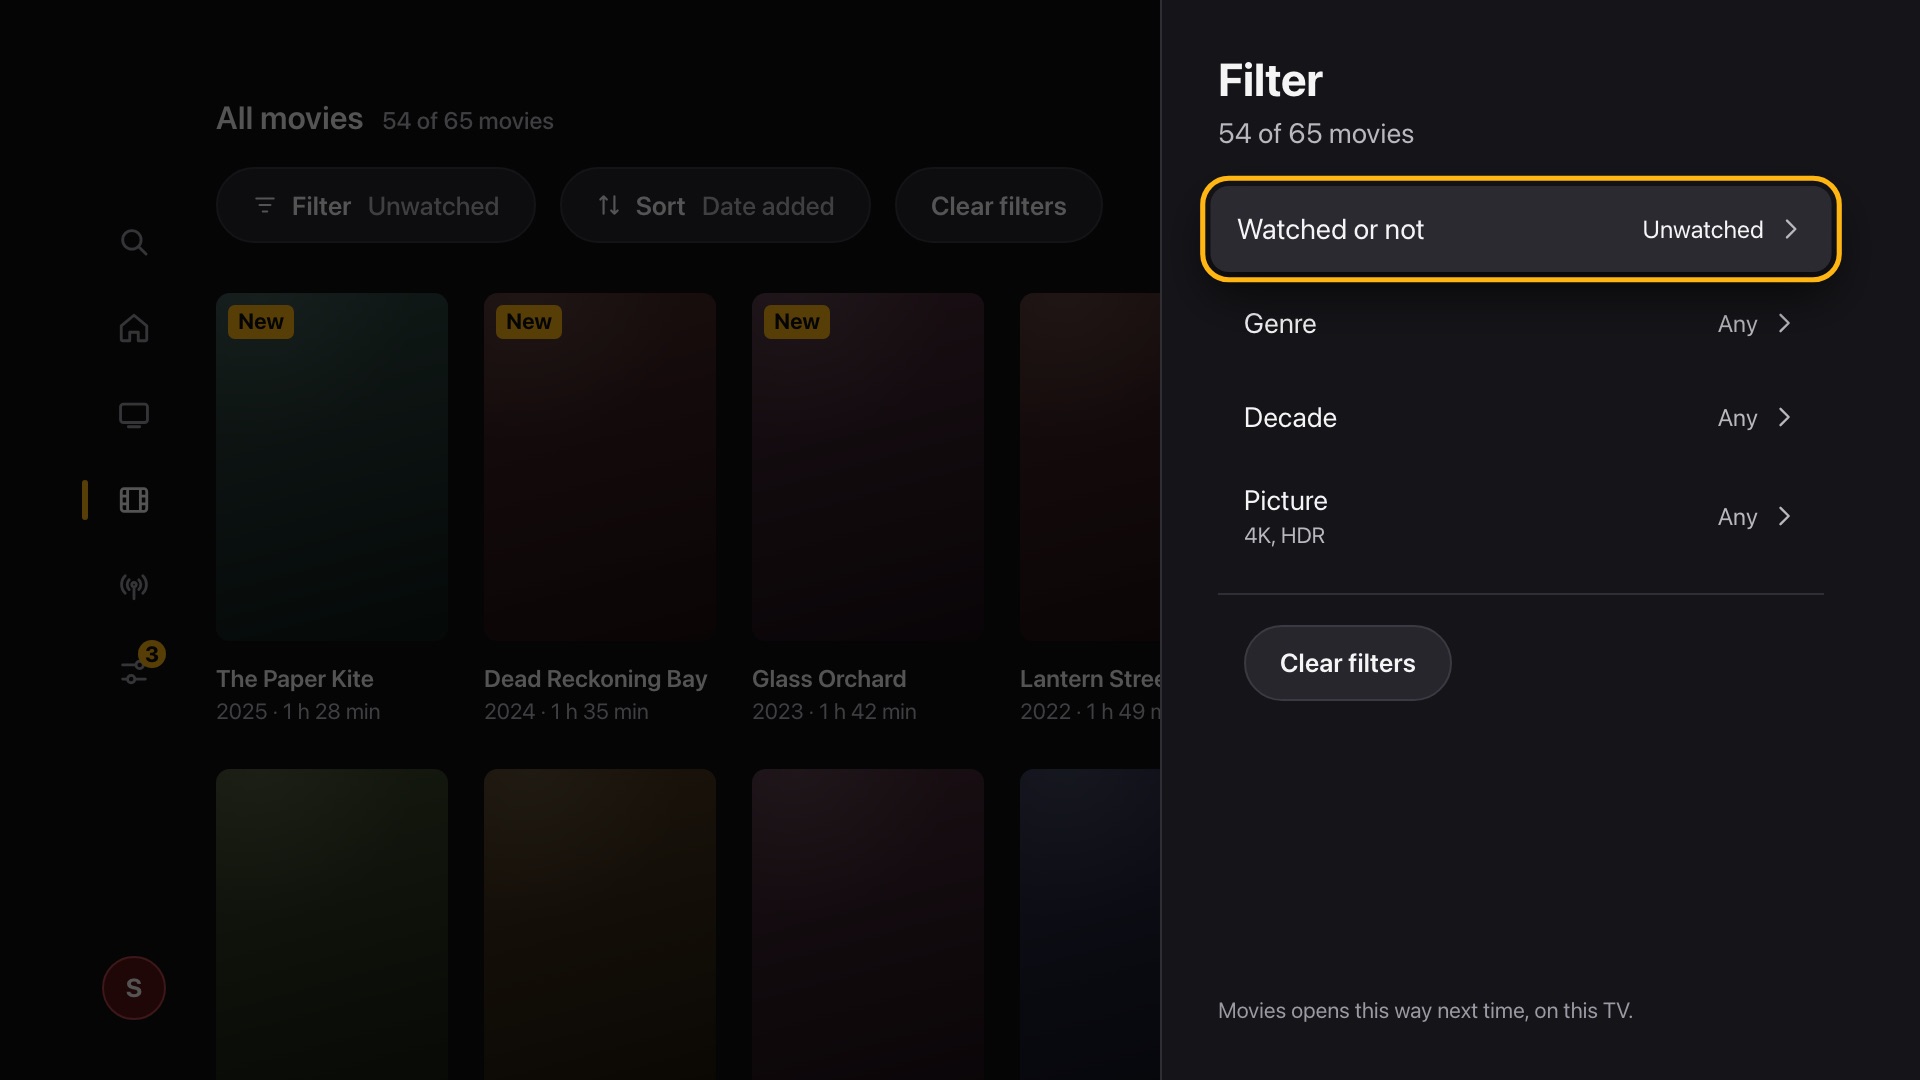 All movies 54 of 65 movies
Filter Unwatched
Sort Date added
Clear filters
New
New
New
The Paper Kite
2025 · 1 h 28 min
Dead Reckoning Bay
2024 · 1 h 35 min
Glass Orchard
2023 · 1 h 42 min
Lantern Stree
2022 · 1 h 49 m
3
S
Filter
54 of 65 movies
Watched or not Unwatched
Genre Any
Decade Any
Picture Any
4K, HDR
Clear filters
Movies opens this way next time, on this TV.